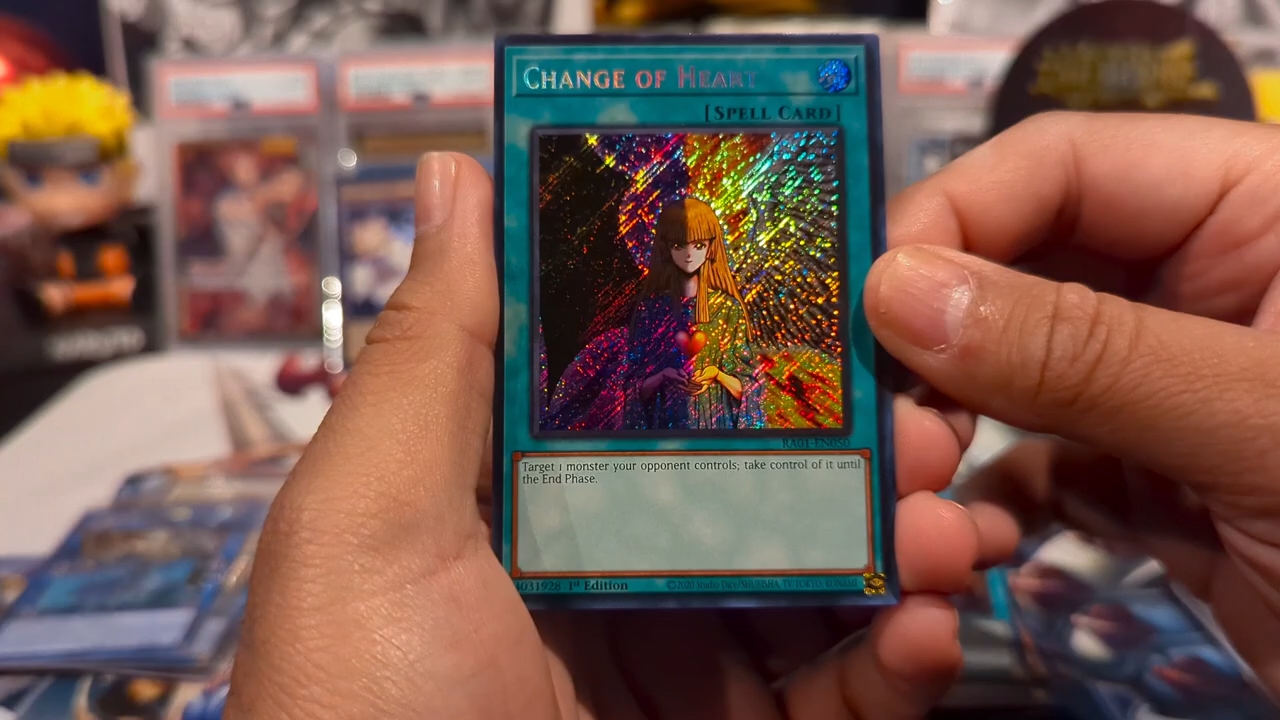 CHANGE OF HEART
[SPELL CARD]
RA01-EN050
Target 1 monster your opponent controls; take control of it until
the End Phase.
4031928 1st Edition ©2020 Studio Dice/SHUEISHA, TV TOKYO, KONAMI